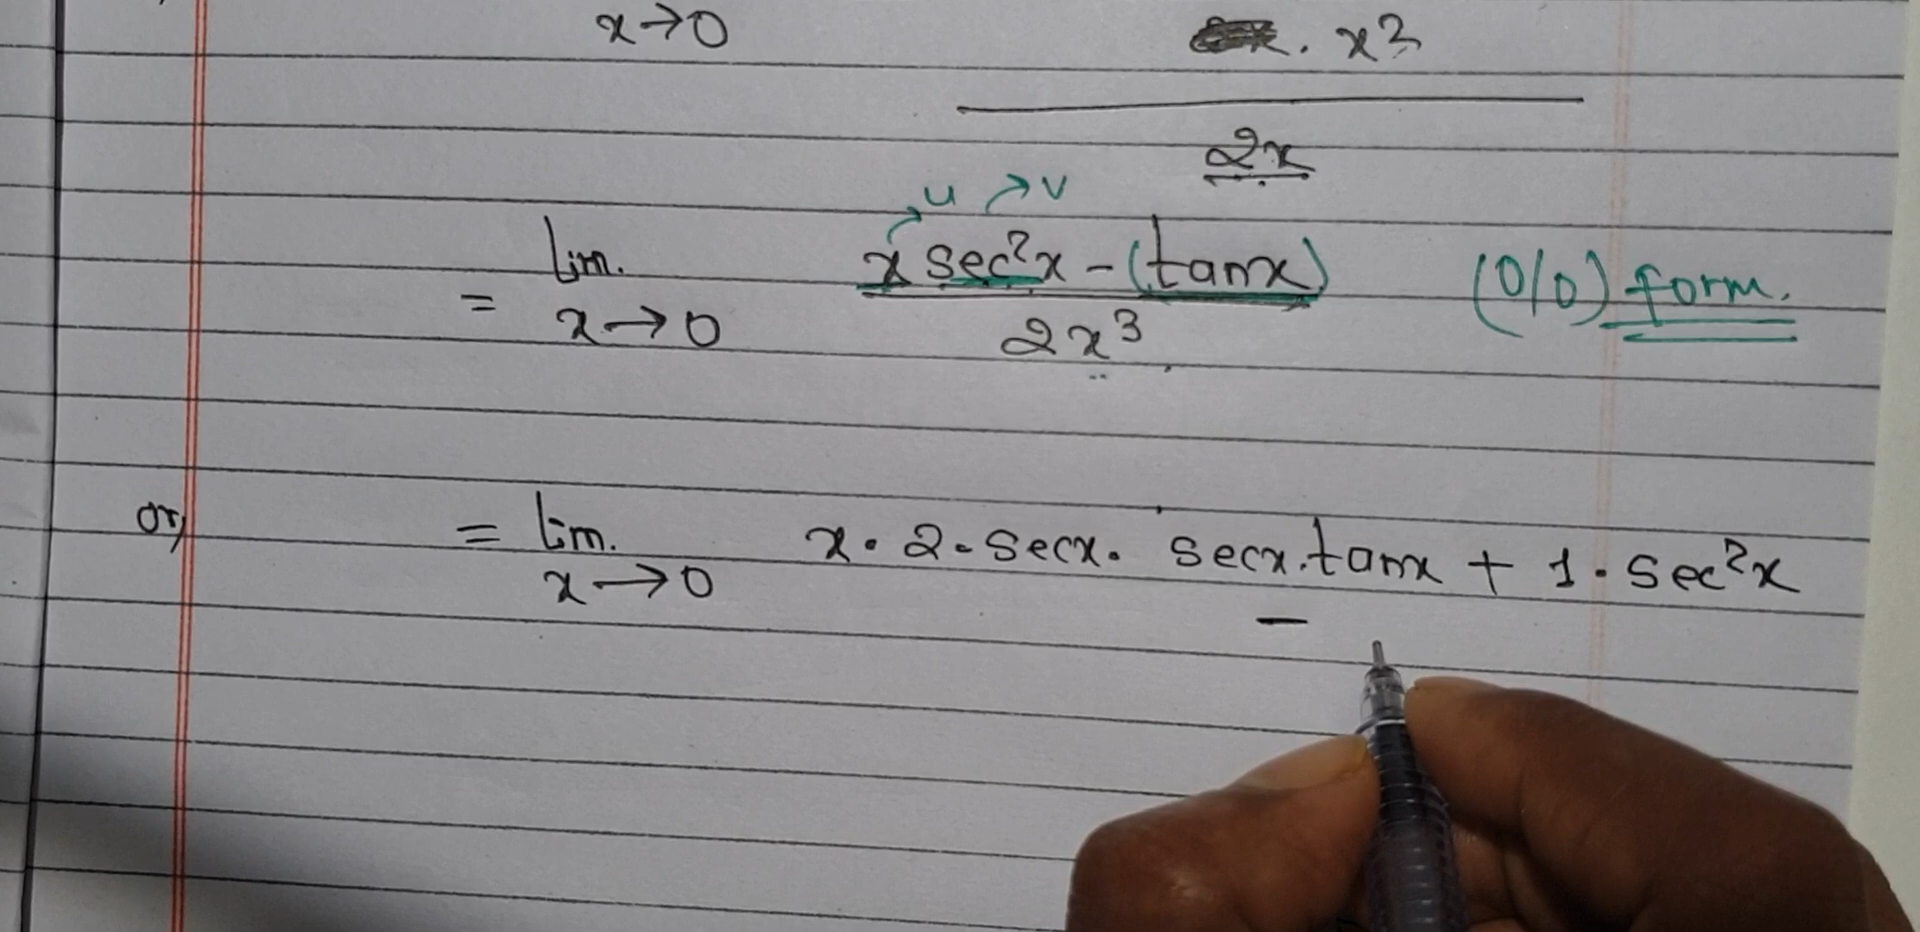 x→0 . x²
2x
u v
= lim. x→0 x sec²x - (tanx) / 2x³ (0/0) form.
or, = lim. x→0 x · 2 · secx · secx · tanx + 1 · sec²x
−